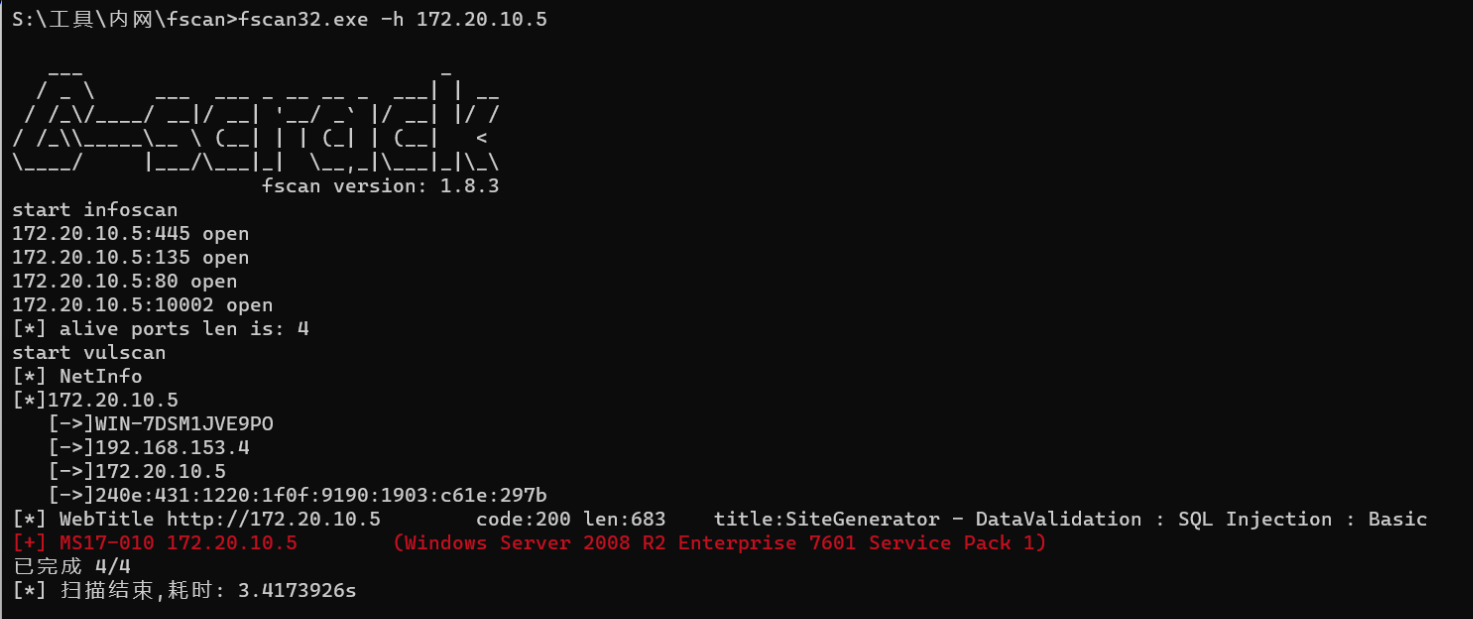 S:\工具\内网\fscan>fscan32.exe -h 172.20.10.5
   ___                              _
  / _ \     ___  ___ _ __ __ _  ___| | __
 / /_\/____/ __|/ __| '__/ _` |/ __| |/ /
/ /_\\_____\__ \ (__| | | (_| | (__|   <
\____/     |___/\___|_|  \__,_|\___|_|\_\
                     fscan version: 1.8.3
start infoscan
172.20.10.5:445 open
172.20.10.5:135 open
172.20.10.5:80 open
172.20.10.5:10002 open
[*] alive ports len is: 4
start vulscan
[*] NetInfo
[*]172.20.10.5
   [->]WIN-7DSM1JVE9PO
   [->]192.168.153.4
   [->]172.20.10.5
   [->]240e:431:1220:1f0f:9190:1903:c61e:297b
[*] WebTitle http://172.20.10.5        code:200 len:683    title:SiteGenerator - DataValidation : SQL Injection : Basic
[+] MS17-010 172.20.10.5        (Windows Server 2008 R2 Enterprise 7601 Service Pack 1)
已完成 4/4
[*] 扫描结束,耗时: 3.4173926s